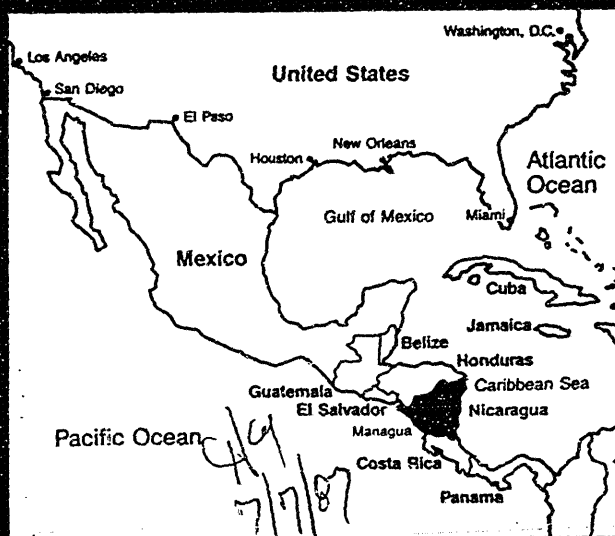 Washington, D.C.
Los Angeles
United States
San Diego
El Paso
New Orleans
Houston
Atlantic
Ocean
Gulf of Mexico
Miami
Mexico
Cuba
Jamaica
Belize
Honduras
Caribbean Sea
Guatemala
El Salvador
Nicaragua
Managua
Pacific Ocean
Costa Rica
Panama